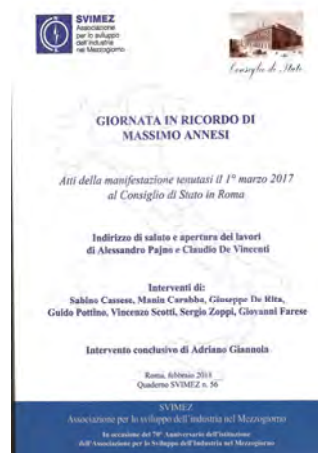 SVIMEZ
Associazione
per lo sviluppo
dell'industria
nel Mezzogiorno
Consiglio di Stato
GIORNATA IN RICORDO DI
MASSIMO ANNESI
Atti della manifestazione tenutasi il 1° marzo 2017
al Consiglio di Stato in Roma
Indirizzo di saluto e apertura dei lavori
di Alessandro Pajno e Claudio De Vincenti
Interventi di:
Sabino Cassese, Manin Carabba, Giuseppe De Rita,
Guido Pottino, Vincenzo Scotti, Sergio Zoppi, Giovanni Farese
Intervento conclusivo di Adriano Giannola
Roma, febbraio 2018
Quaderno SVIMEZ n. 56
SVIMEZ
Associazione per lo sviluppo dell'industria nel Mezzogiorno
In occasione del 70° Anniversario dell'istituzione
dell'Associazione per lo Sviluppo dell'Industria nel Mezzogiorno